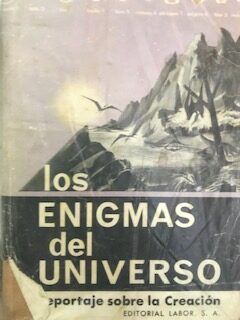 los
ENIGMAS
del
UNIVERSO
eportaje sobre la Creación
EDITORIAL LABOR, S. A.